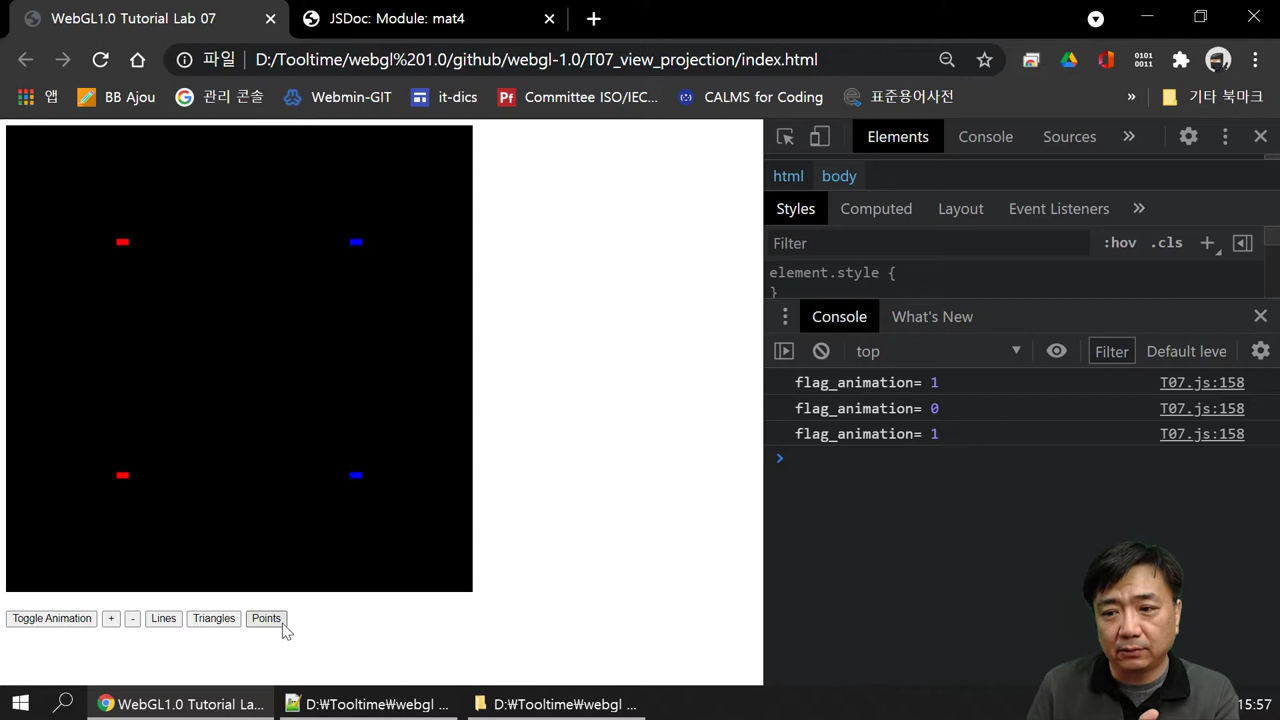 WebGL1.0 Tutorial Lab 07
JSDoc: Module: mat4
파일 D:/Tooltime/webgl%201.0/github/webgl-1.0/T07_view_projection/index.html
0101
0011
앱 BB Ajou 관리 콘솔 Webmin-GIT it-dics Pf Committee ISO/IEC... CALMS for Coding 표준용어사전 » 기타 북마크
Elements Console Sources »
html body
Styles Computed Layout Event Listeners »
Filter :hov .cls +
element.style {
}
Console What's New
top Filter Default leve
flag_animation= 1 T07.js:158
flag_animation= 0 T07.js:158
flag_animation= 1 T07.js:158
>
Toggle Animation + - Lines Triangles Points
WebGL1.0 Tutorial La... D:₩Tooltime₩webgl ... D:₩Tooltime₩webgl ... 15:57